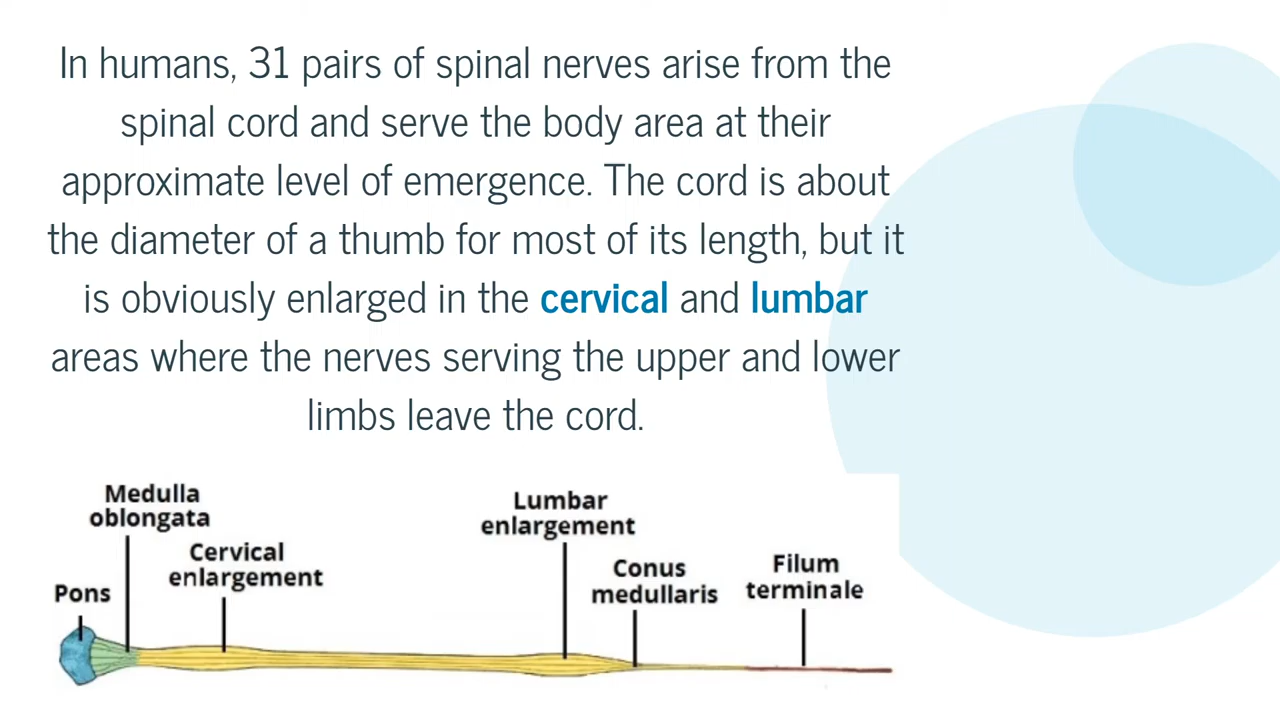 In humans, 31 pairs of spinal nerves arise from the
spinal cord and serve the body area at their
approximate level of emergence. The cord is about
the diameter of a thumb for most of its length, but it
is obviously enlarged in the cervical and lumbar
areas where the nerves serving the upper and lower
limbs leave the cord.
Medulla
oblongata
Cervical
enlargement
Pons
Lumbar
enlargement
Conus
medullaris
Filum
terminale